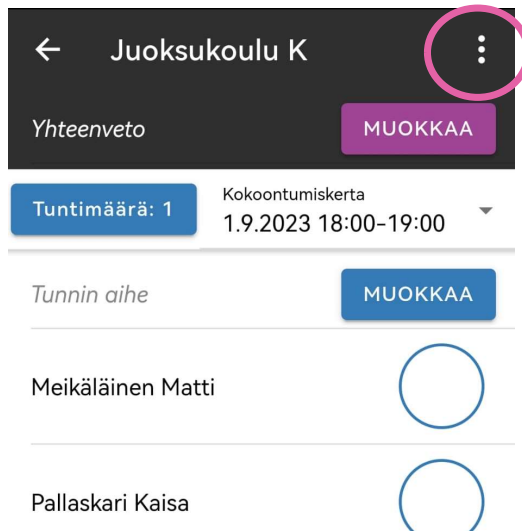 Juoksukoulu K
Yhteenveto
MUOKKAA
Tuntimäärä: 1
Kokoontumiskerta
1.9.2023 18:00-19:00
Tunnin aihe
MUOKKAA
Meikäläinen Matti
Pallaskari Kaisa